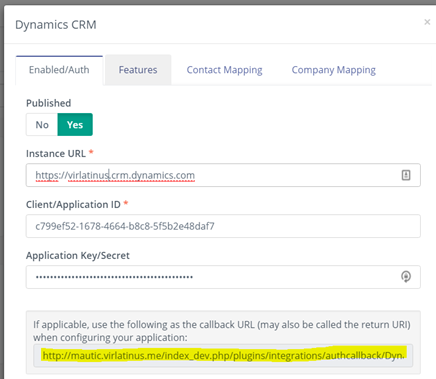 Dynamics CRM ×
Enabled/Auth Features Contact Mapping Company Mapping
Published
No Yes
Instance URL *
https://virlatinus.crm.dynamics.com
Client/Application ID *
c799ef52-1678-4664-b8c8-5f5b2e48daf7
Application Key/Secret
If applicable, use the following as the callback URL (may also be called the return URI)
when configuring your application:
http://mautic.virlatinus.me/index_dev.php/plugins/integrations/authcallback/Dyn.